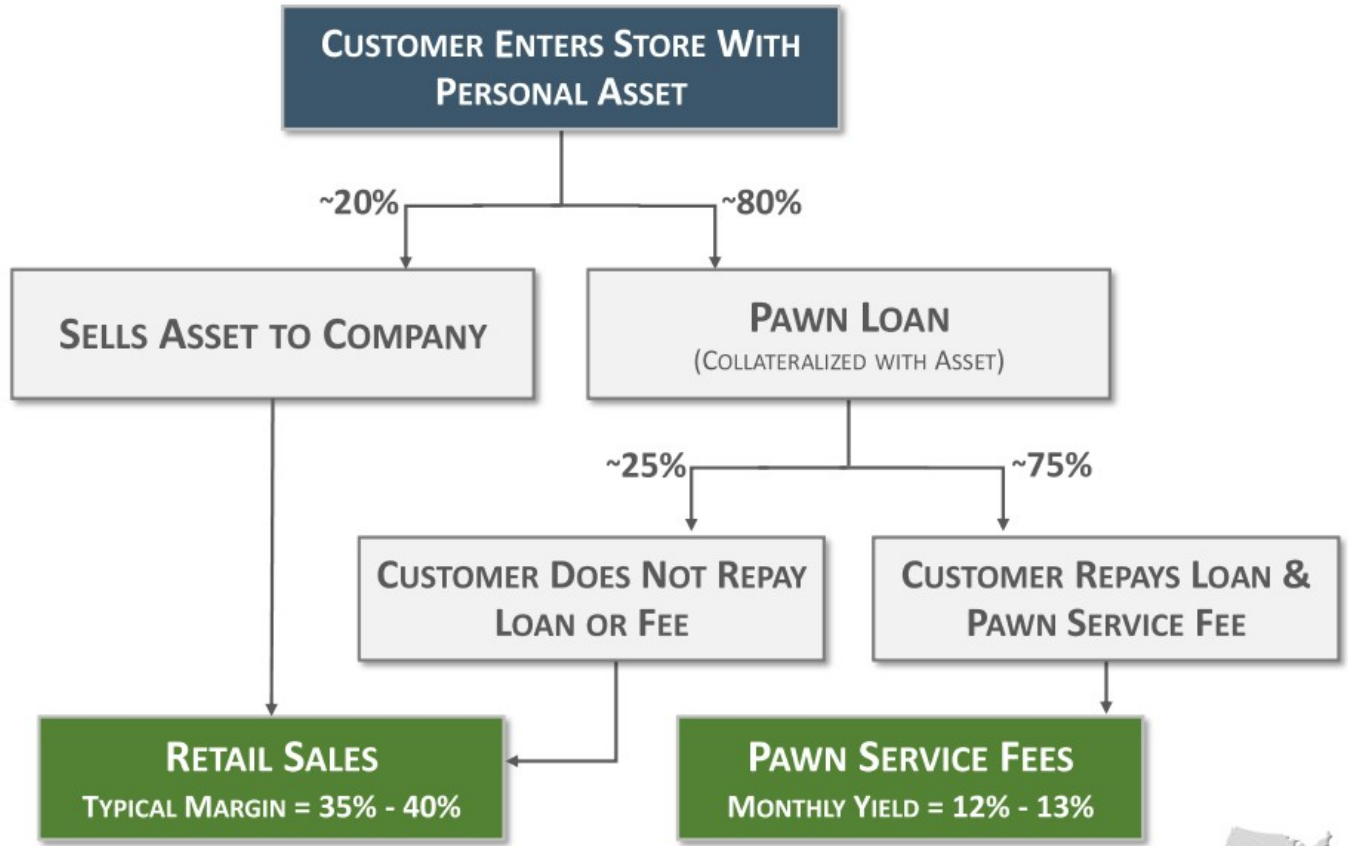 CUSTOMER ENTERS STORE WITH
PERSONAL ASSET
~20%
~80%
SELLS ASSET TO COMPANY
PAWN LOAN
(COLLATERALIZED WITH ASSET)
~25%
~75%
CUSTOMER DOES NOT REPAY
LOAN OR FEE
CUSTOMER REPAYS LOAN &
PAWN SERVICE FEE
RETAIL SALES
TYPICAL MARGIN = 35% - 40%
PAWN SERVICE FEES
MONTHLY YIELD = 12% - 13%